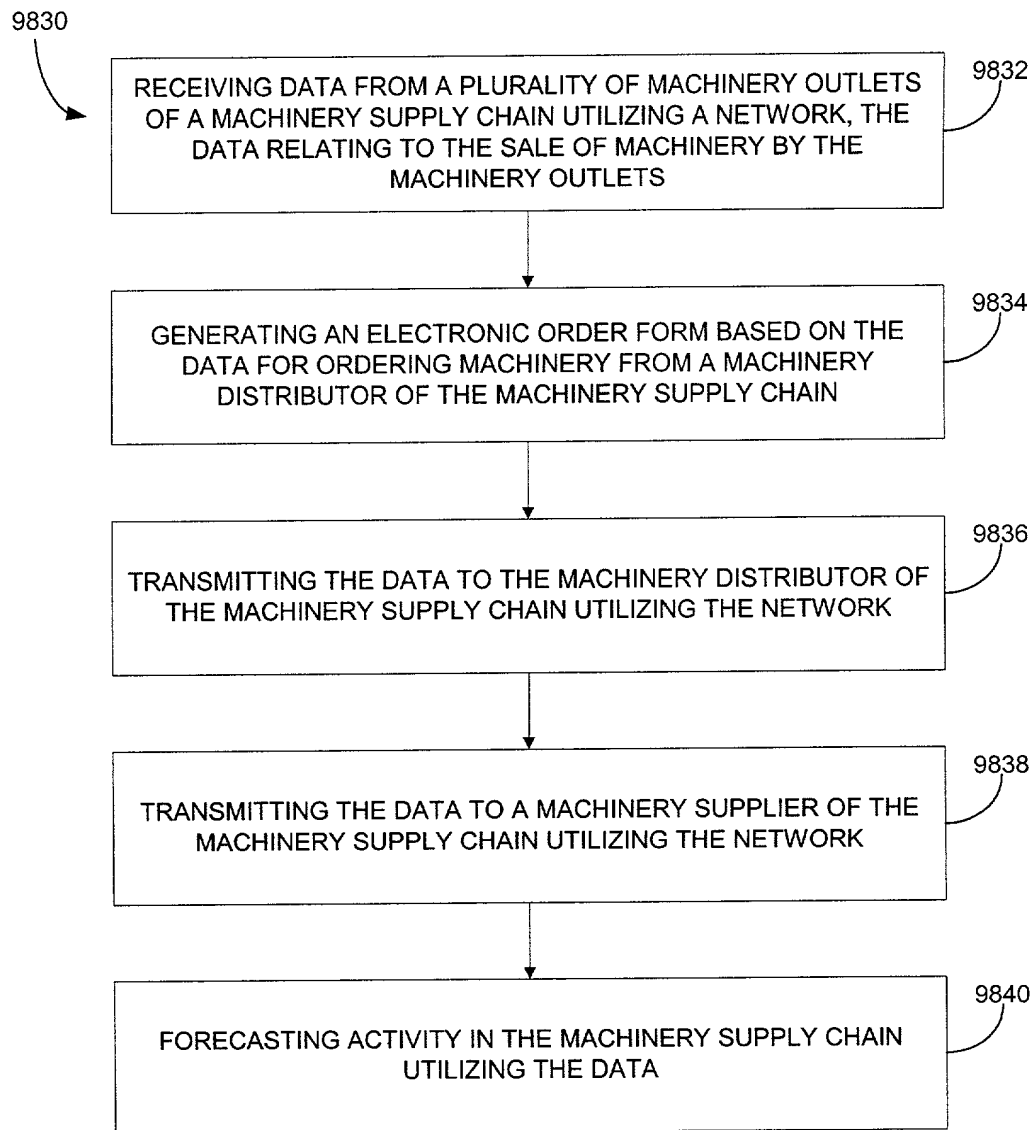 9830
9832
RECEIVING DATA FROM A PLURALITY OF MACHINERY OUTLETS
OF A MACHINERY SUPPLY CHAIN UTILIZING A NETWORK, THE
DATA RELATING TO THE SALE OF MACHINERY BY THE
MACHINERY OUTLETS
9834
GENERATING AN ELECTRONIC ORDER FORM BASED ON THE
DATA FOR ORDERING MACHINERY FROM A MACHINERY
DISTRIBUTOR OF THE MACHINERY SUPPLY CHAIN
9836
TRANSMITTING THE DATA TO THE MACHINERY DISTRIBUTOR OF
THE MACHINERY SUPPLY CHAIN UTILIZING THE NETWORK
9838
TRANSMITTING THE DATA TO A MACHINERY SUPPLIER OF THE
MACHINERY SUPPLY CHAIN UTILIZING THE NETWORK
9840
FORECASTING ACTIVITY IN THE MACHINERY SUPPLY CHAIN
UTILIZING THE DATA